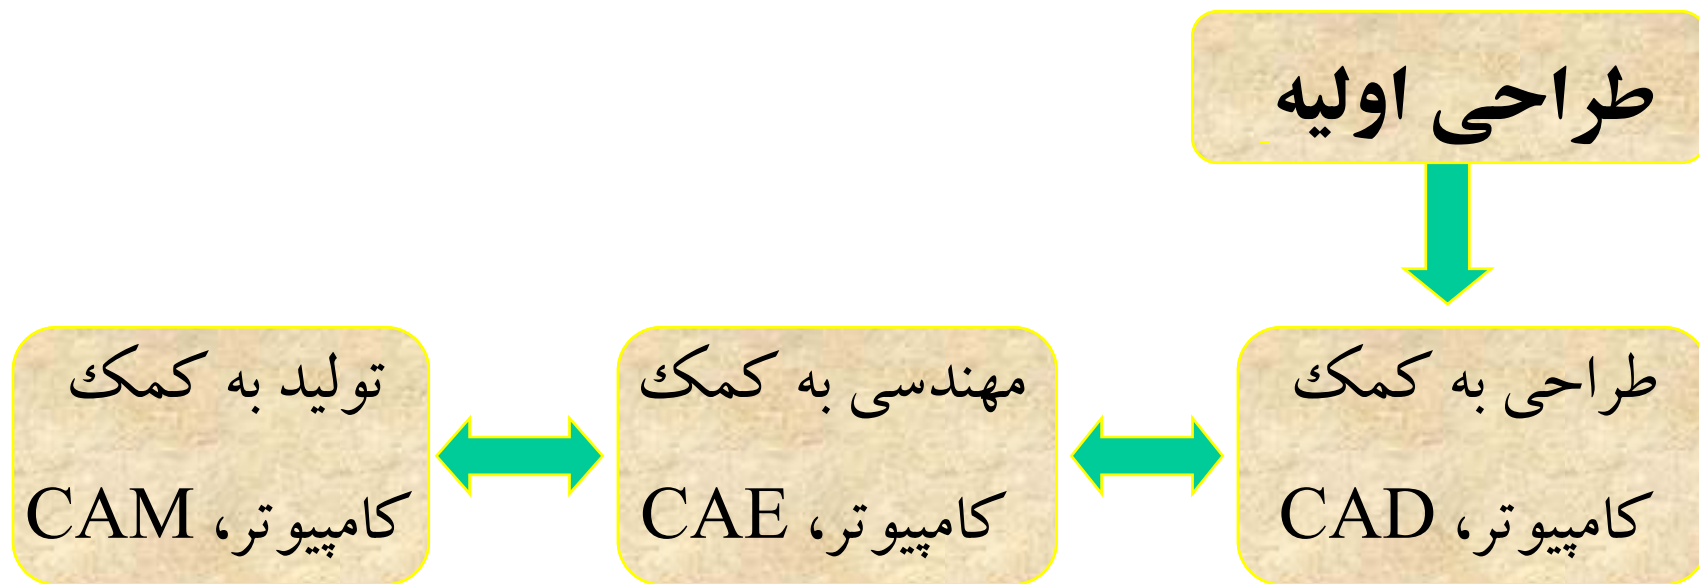 طراحی اولیه
طراحی به کمک
کامپیوتر، CAD
مهندسی به کمک
کامپیوتر، CAE
تولید به کمک
کامپیوتر، CAM